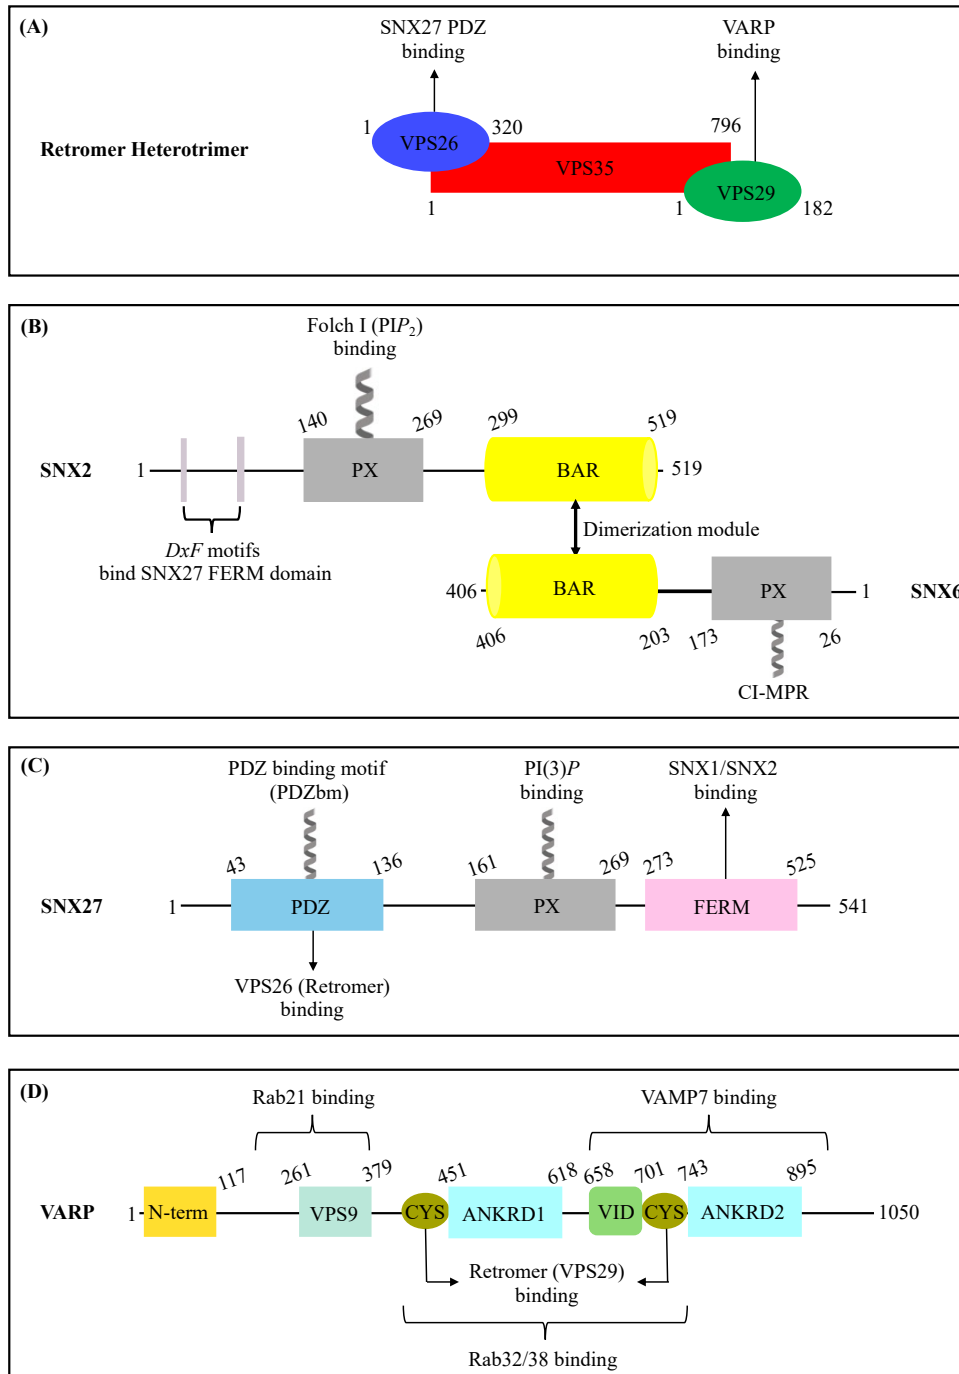 (A)
SNX27 PDZ
binding
VARP
binding
Retromer Heterotrimer
1
VPS26
320
796
VPS35
1
1
VPS29
182
(B)
Folch I (PIP₂)
binding
140
269
299
519
SNX2
1
PX
BAR
519
DxF motifs
bind SNX27 FERM domain
Dimerization module
406
BAR
PX
1
SNX6
406
203
173
26
CI-MPR
(C)
PDZ binding motif
(PDZbm)
PI(3)P
binding
SNX1/SNX2
binding
43
136
161
269
273
525
SNX27
1
PDZ
PX
FERM
541
VPS26 (Retromer)
binding
(D)
Rab21 binding
VAMP7 binding
117
261
379
451
618
658
701
743
895
VARP
1
N-term
VPS9
CYS
ANKRD1
VID
CYS
ANKRD2
1050
Retromer (VPS29)
binding
Rab32/38 binding